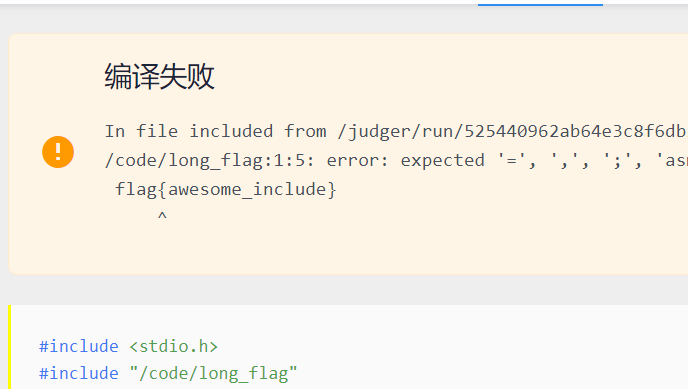 编译失败
In file included from /judger/run/525440962ab64e3c8f6db
/code/long_flag:1:5: error: expected '=', ',', ';', 'asm
flag{awesome_include}
^
#include <stdio.h>
#include "/code/long_flag"